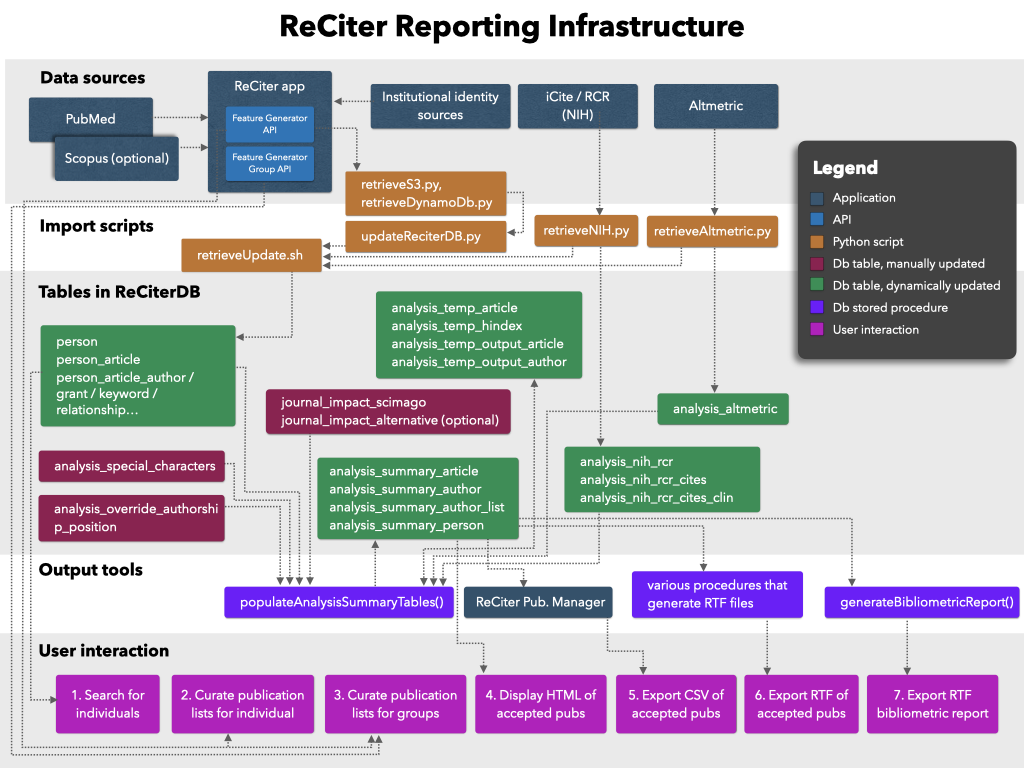 ReCiter Reporting Infrastructure
Data sources
PubMed
Scopus (optional)
ReCiter app
Feature Generator
API
Feature Generator
Group API
Institutional identity
sources
iCite / RCR
(NIH)
Altmetric
Legend
Application
API
Python script
Db table, manually updated
Db table, dynamically updated
Db stored procedure
User interaction
retrieveS3.py,
retrieveDynamoDb.py
Import scripts
updateReciterDB.py
retrieveNIH.py
retrieveAltmetric.py
retrieveUpdate.sh
Tables in ReCiterDB
person
person_article
person_article_author /
grant / keyword /
relationship…
analysis_temp_article
analysis_temp_hindex
analysis_temp_output_article
analysis_temp_output_author
journal_impact_scimago
journal_impact_alternative (optional)
analysis_altmetric
analysis_special_characters
analysis_override_authorshi
p_position
analysis_summary_article
analysis_summary_author
analysis_summary_author_list
analysis_summary_person
analysis_nih_rcr
analysis_nih_rcr_cites
analysis_nih_rcr_cites_clin
Output tools
populateAnalysisSummaryTables()
ReCiter Pub. Manager
various procedures that
generate RTF files
generateBibliometricReport()
User interaction
1. Search for
individuals
2. Curate publication
lists for individual
3. Curate publication
lists for groups
4. Display HTML of
accepted pubs
5. Export CSV of
accepted pubs
6. Export RTF of
accepted pubs
7. Export RTF
bibliometric report